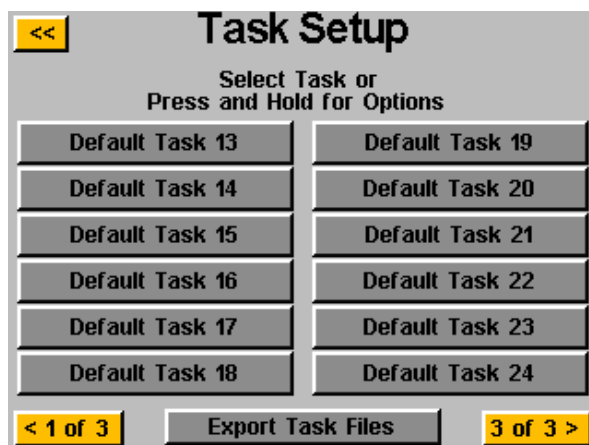 <<
Task Setup
Select Task or
Press and Hold for Options
Default Task 13
Default Task 14
Default Task 15
Default Task 16
Default Task 17
Default Task 18
Default Task 19
Default Task 20
Default Task 21
Default Task 22
Default Task 23
Default Task 24
< 1 of 3
Export Task Files
3 of 3 >